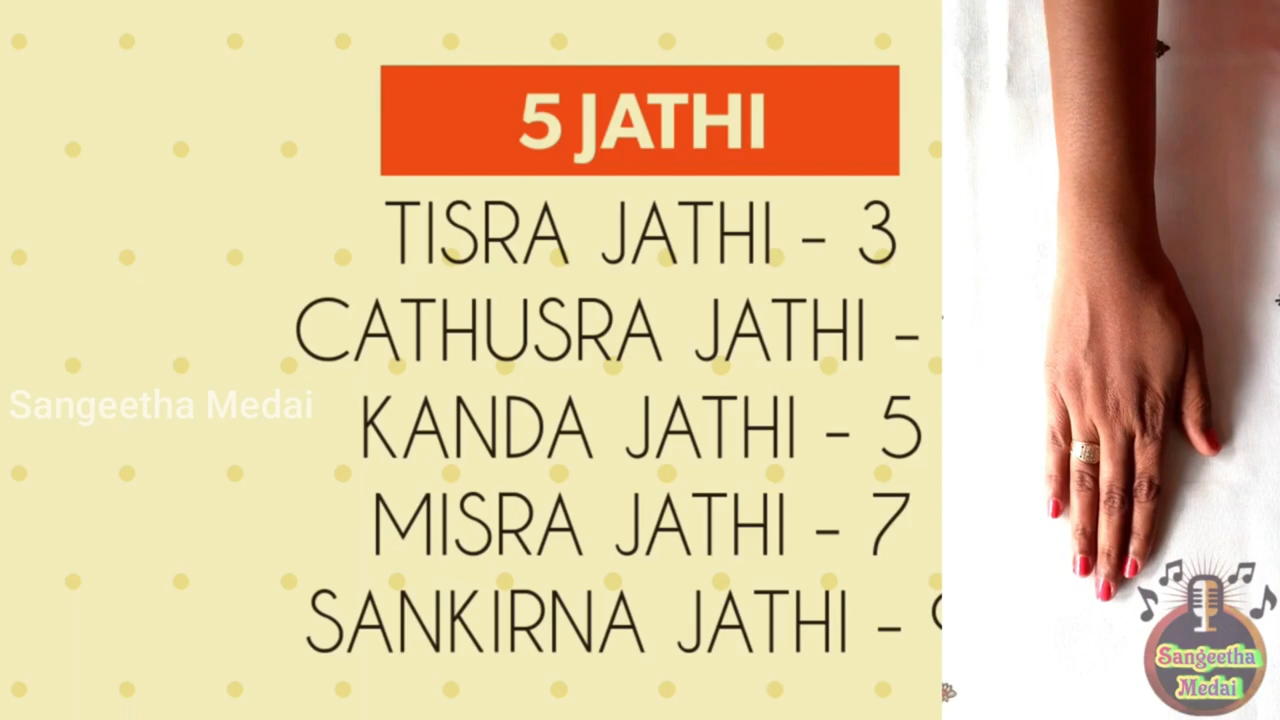 5 JATHI
TISRA JATHI - 3
CATHUSRA JATHI -
KANDA JATHI - 5
Sangeetha Medai
MISRA JATHI - 7
SANKIRNA JATHI -
Sangeetha
Medai